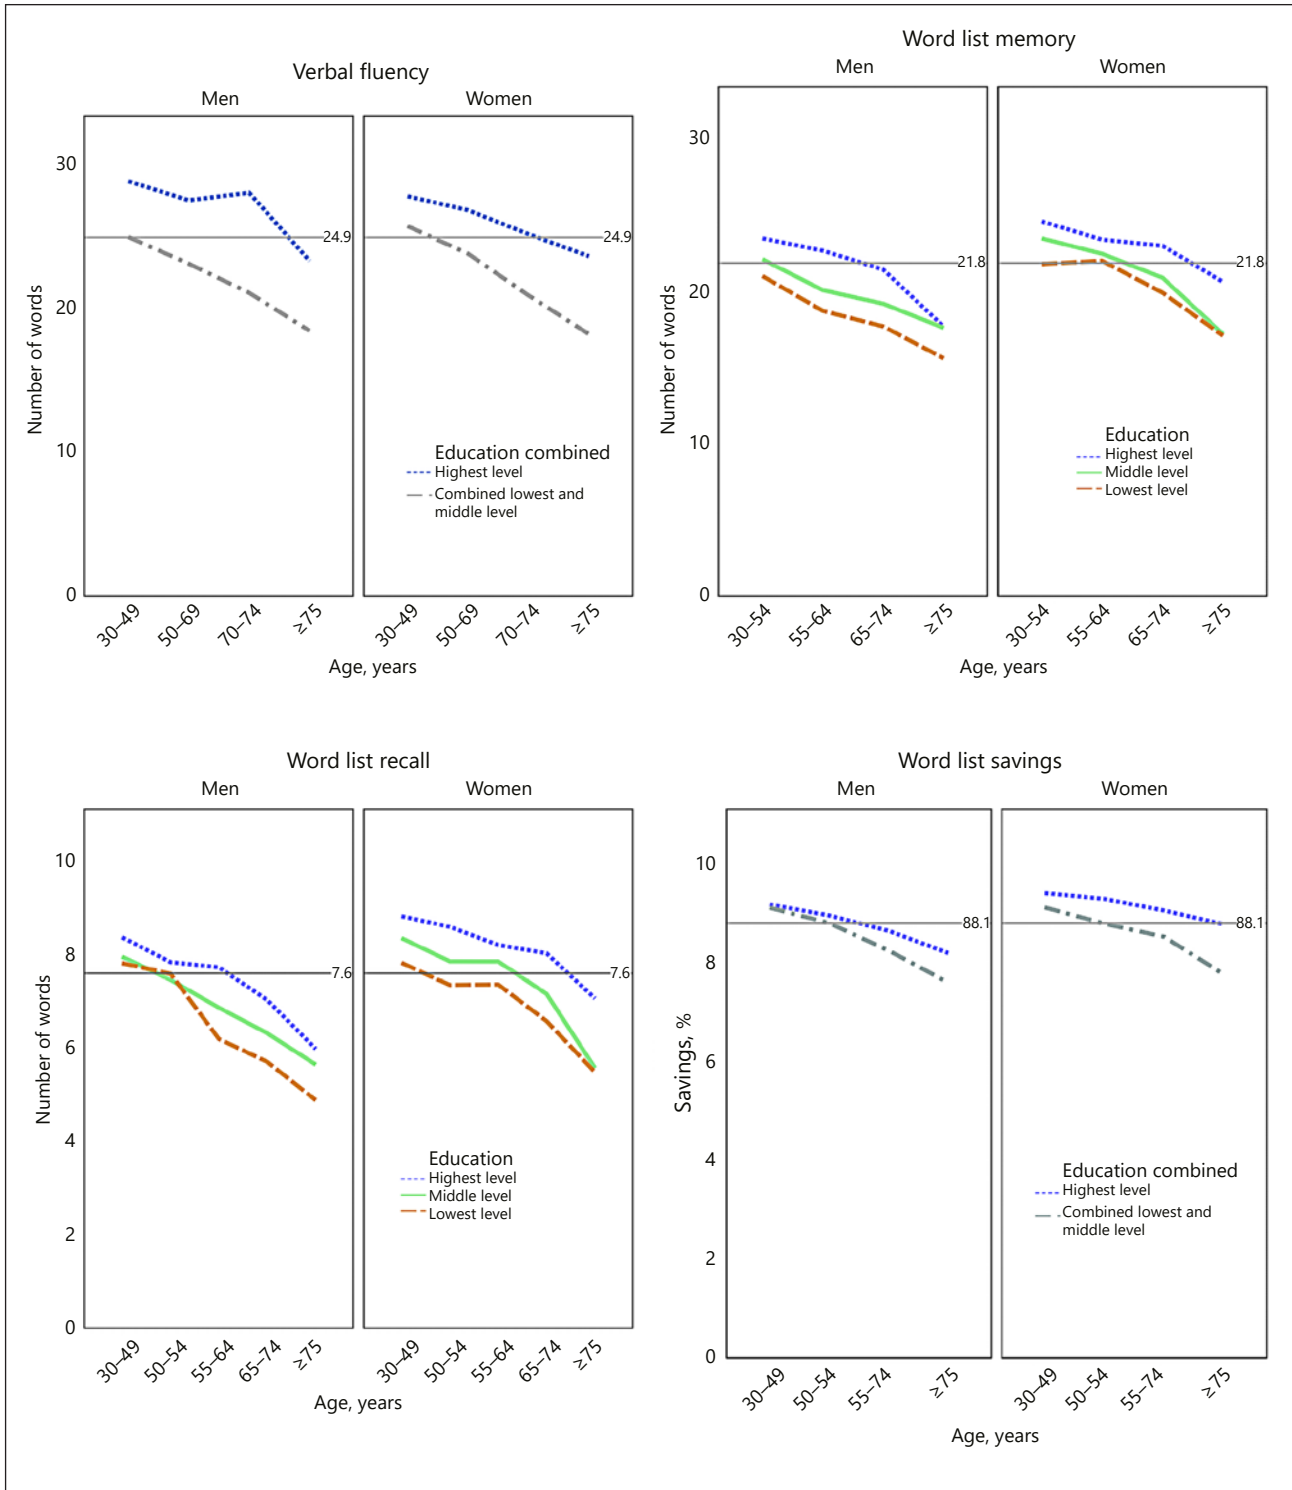 Verbal fluency
Men
Women
Number of words
30
20
10
0
24.9
24.9
Education combined
Highest level
Combined lowest and
middle level
30–49
50–69
70–74
≥75
30–49
50–69
70–74
≥75
Age, years
Word list memory
Men
Women
Number of words
30
20
10
0
21.8
21.8
Education
Highest level
Middle level
Lowest level
30–54
55–64
65–74
≥75
30–54
55–64
65–74
≥75
Age, years
Word list recall
Men
Women
Number of words
10
8
6
4
2
0
7.6
7.6
Education
Highest level
Middle level
Lowest level
30–49
50–54
55–64
65–74
≥75
30–49
50–54
55–64
65–74
≥75
Age, years
Word list savings
Men
Women
Savings, %
10
8
6
4
2
0
88.1
88.1
Education combined
Highest level
Combined lowest and
middle level
30–49
50–54
55–74
≥75
30–49
50–54
55–74
≥75
Age, years